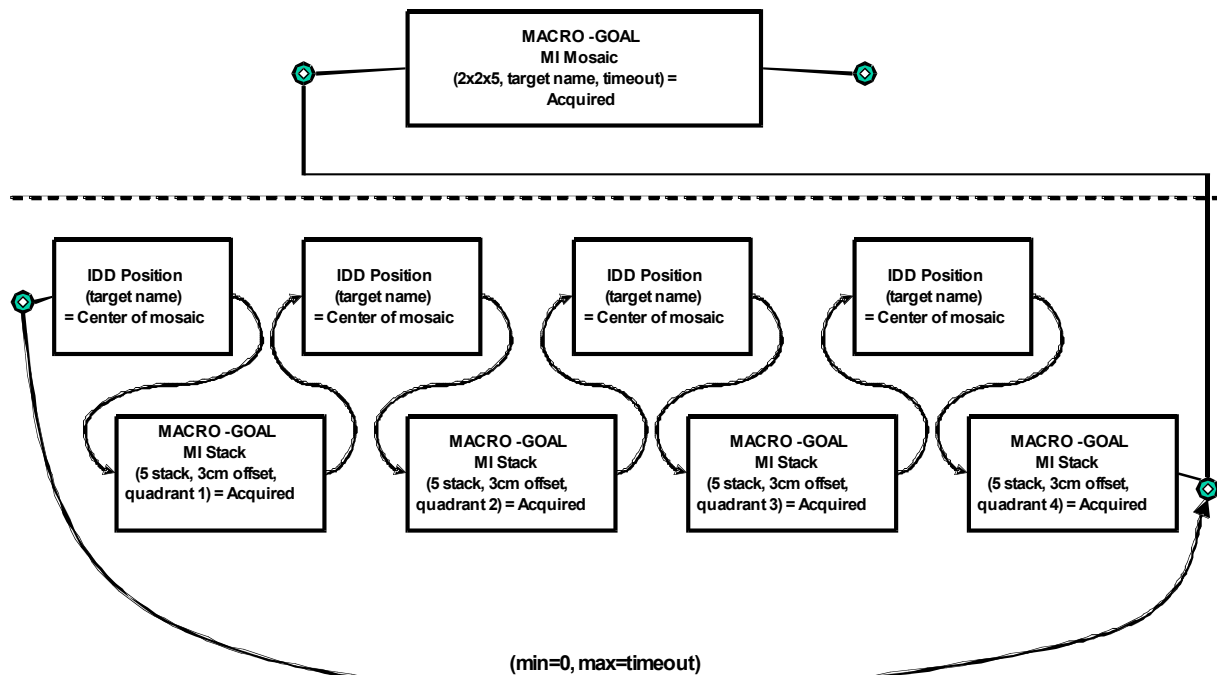 MACRO -GOAL
MI Mosaic
(2x2x5, target name, timeout) =
Acquired
IDD Position
(target name)
= Center of mosaic
IDD Position
(target name)
= Center of mosaic
IDD Position
(target name)
= Center of mosaic
IDD Position
(target name)
= Center of mosaic
MACRO -GOAL
MI Stack
(5 stack, 3cm offset,
quadrant 1) = Acquired
MACRO -GOAL
MI Stack
(5 stack, 3cm offset,
quadrant 2) = Acquired
MACRO -GOAL
MI Stack
(5 stack, 3cm offset,
quadrant 3) = Acquired
MACRO -GOAL
MI Stack
(5 stack, 3cm offset,
quadrant 4) = Acquired
(min=0, max=timeout)